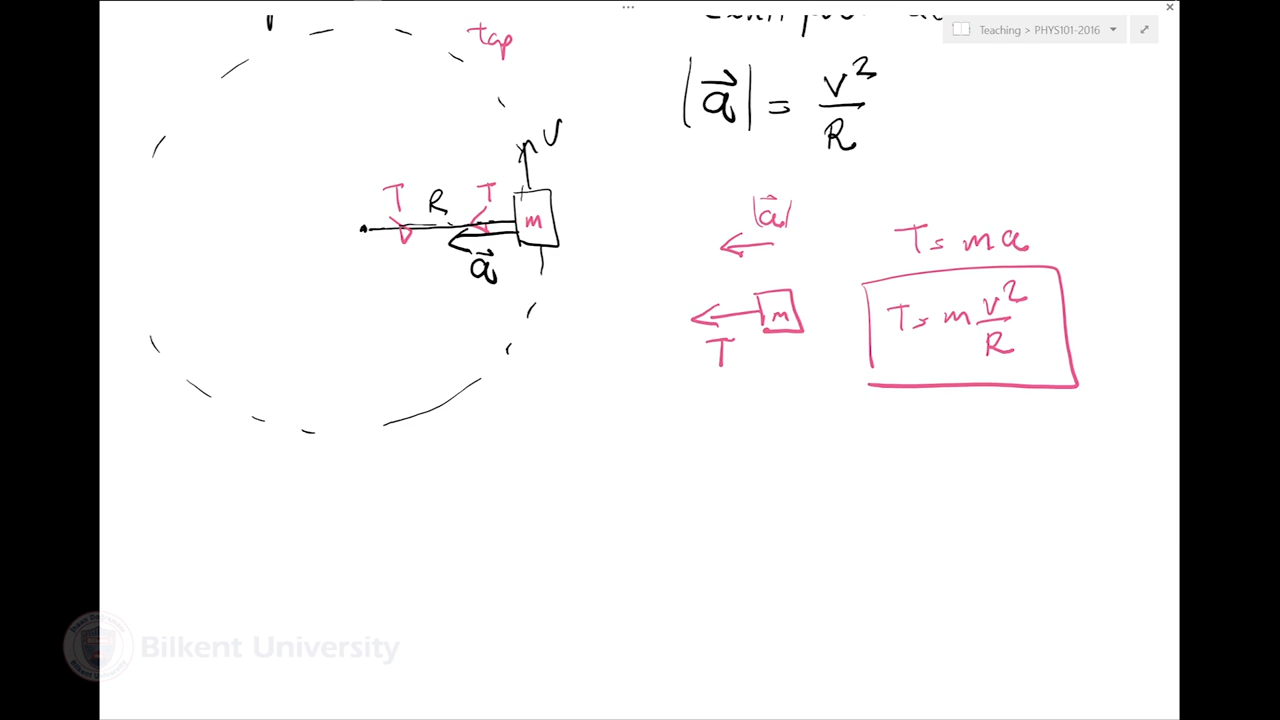 Teaching > PHYS101-2016
top
|a⃗| = v²/R
v
T
R
T
m
a⃗
|a⃗|
T = ma
m
T
T = m v²/R
Bilkent University